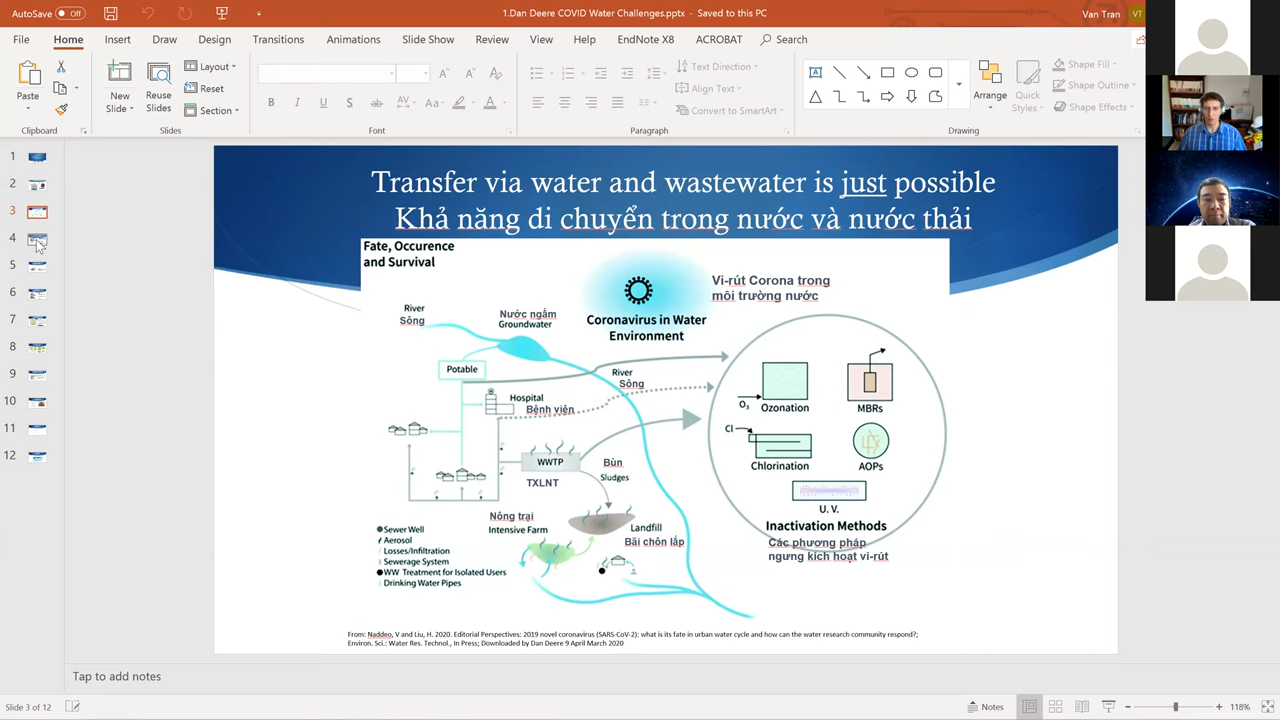 AutoSave Off 1.Dan Deere COVID Water Challenges.pptx - Saved to this PC Van Tran VT
File Home Insert Draw Design Transitions Animations Slide Show Review View Help EndNote X8 ACROBAT Search
Paste
New
Slide
Reuse
Slides
Layout
Reset
Section
Text Direction
Align Text
Convert to SmartArt
Arrange
Quick
Styles
Shape Fill
Shape Outline
Shape Effects
Clipboard Slides Font Paragraph Drawing
1
2
3
4
5
6
7
8
9
10
11
12
Transfer via water and wastewater is just possible
Khả năng di chuyển trong nước và nước thải
Fate, Occurence
and Survival
Vi-rút Corona trong
môi trường nước
Coronavirus in Water
Environment
River
Sông
Nước ngầm
Groundwater
Potable
River
Sông
Hospital
Bệnh viện
WWTP
TXLNT
Bùn
Sludges
Nông trại
Intensive Farm
Landfill
Bãi chôn lấp
Sewer Well
Aerosol
Losses/Infiltration
Sewerage System
WW Treatment for Isolated Users
Drinking Water Pipes
O₃
Ozonation
MBRs
Cl
Chlorination
AOPs
U. V.
Inactivation Methods
Các phương pháp
ngưng kích hoạt vi-rút
From: Naddeo, V and Liu, H. 2020. Editorial Perspectives: 2019 novel coronavirus (SARS-CoV-2): what is its fate in urban water cycle and how can the water research community respond?;
Environ. Sci.: Water Res. Technol., In Press; Downloaded by Dan Deere 9 April March 2020
Tap to add notes
Slide 3 of 12 Notes 118%